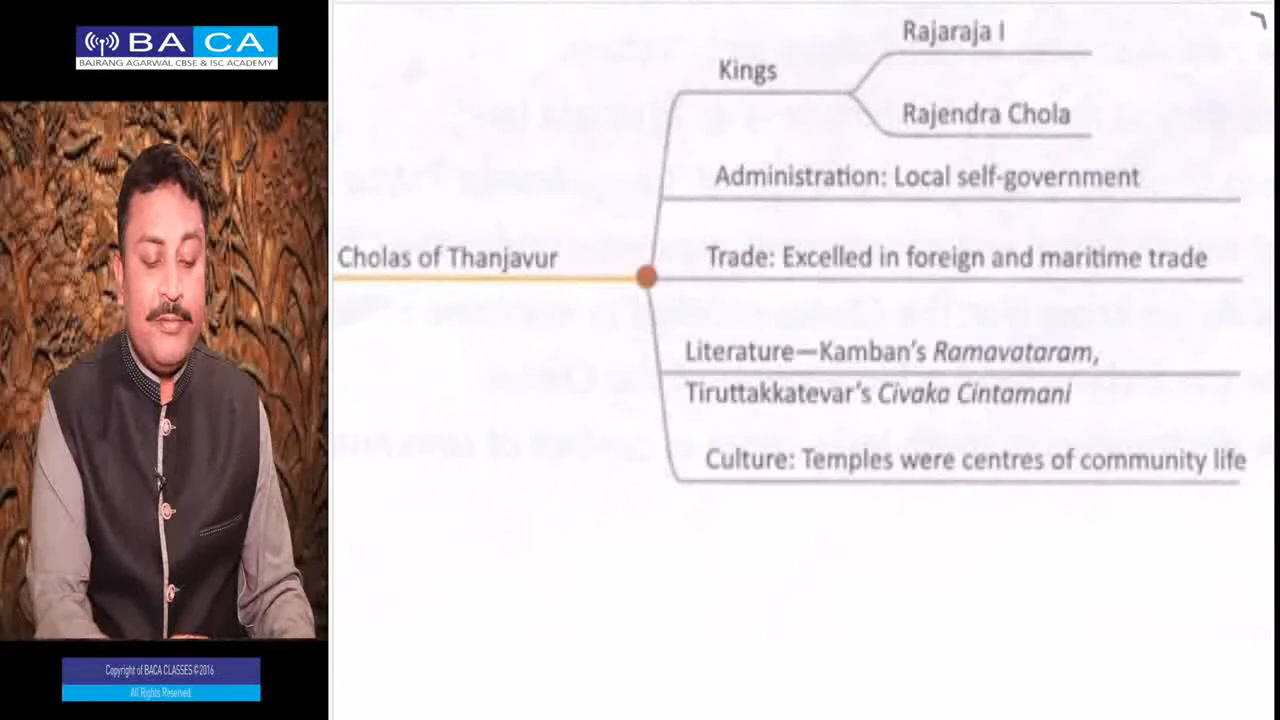 BACA
BAJRANG AGARWAL CBSE & ISC ACADEMY
Rajaraja I
Kings
Rajendra Chola
Administration: Local self-government
Cholas of Thanjavur
Trade: Excelled in foreign and maritime trade
Literature—Kamban's Ramavataram,
Tiruttakkatevar's Civaka Cintamani
Culture: Temples were centres of community life
Copyright of BACA CLASSES ©2016
All Rights Reserved.